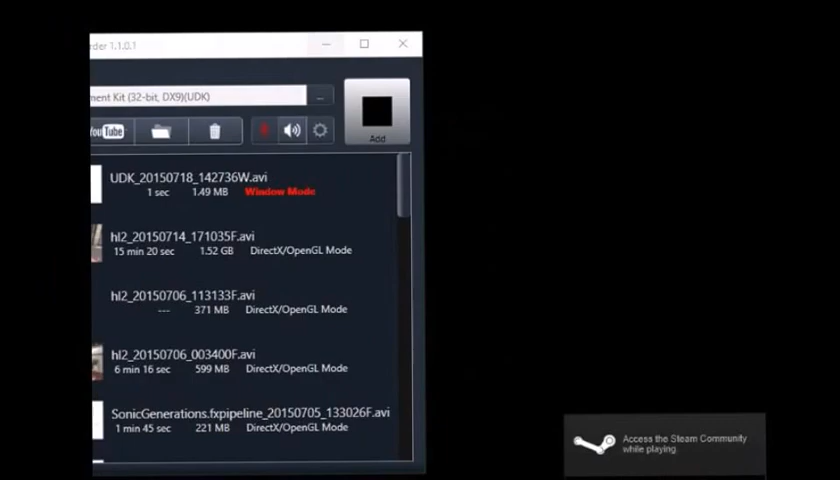 rder 1.1.0.1
ment Kit (32-bit, DX9)(UDK)
...
Add
YouTube
UDK_20150718_142736W.avi
1 sec 1.49 MB Window Mode
hl2_20150714_171035F.avi
15 min 20 sec 1.52 GB DirectX/OpenGL Mode
hl2_20150706_113133F.avi
--- 371 MB DirectX/OpenGL Mode
hl2_20150706_003400F.avi
6 min 16 sec 599 MB DirectX/OpenGL Mode
SonicGenerations.fxpipeline_20150705_133026F.avi
1 min 45 sec 221 MB DirectX/OpenGL Mode
Access the Steam Community
while playing.